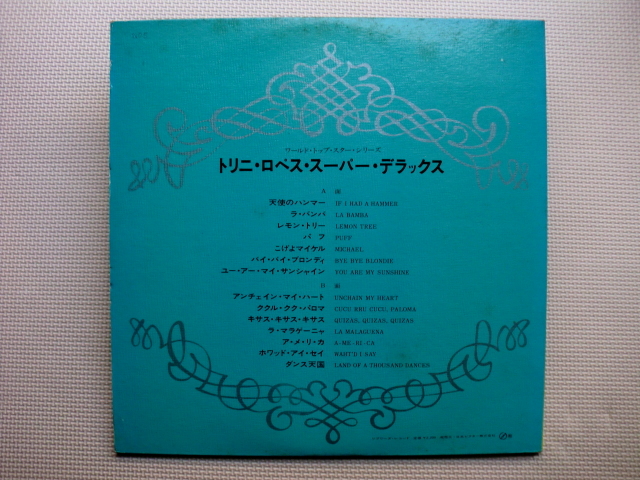 ワールド・トップ・スター・シリーズ
トリニ・ロペス・スーパー・デラックス
A 面
天使のハンマー IF I HAD A HAMMER
ラ・バンバ LA BAMBA
レモン・トリー LEMON TREE
パフ PUFF
こげよマイケル MICHAEL
バイ・バイ・ブロンディ BYE BYE BLONDIE
ユー・アー・マイ・サンシャイン YOU ARE MY SUNSHINE
B 面
アンチェイン・マイ・ハート UNCHAIN MY HEART
ククル・クク・パロマ CUCU RRU CUCU, PALOMA
キサス・キサス・キサス QUIZAS, QUIZAS, QUIZAS
ラ・マラゲーニャ LA MALAGUENA
ア・メ・リ・カ A-ME-RI-CA
ホワッド・アイ・セイ WHAT'D I SAY
ダンス天国 LAND OF A THOUSAND DANCES